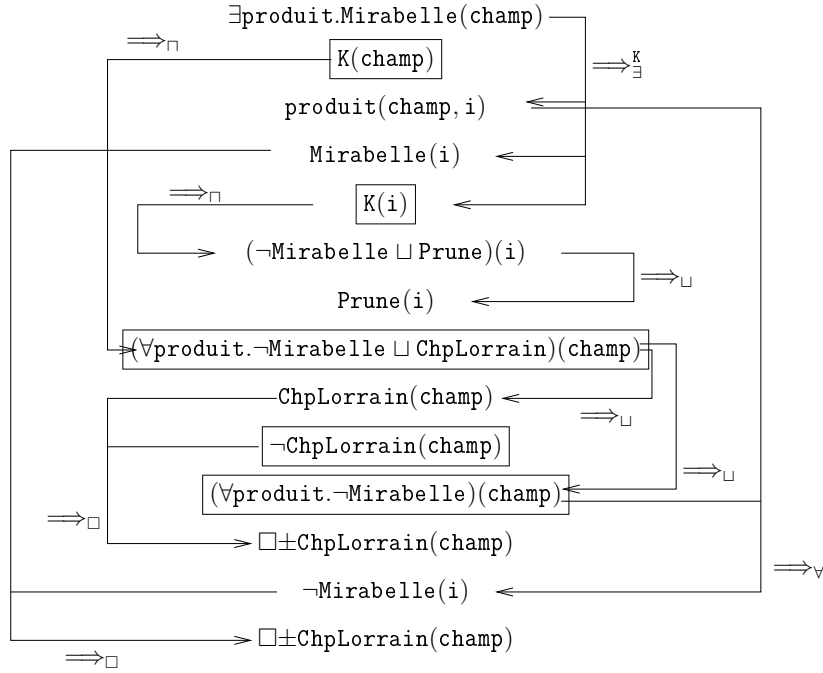 ∃produit.Mirabelle(champ)
⟹⊓
K(champ)
⟹∃K
produit(champ, i)
Mirabelle(i)
⟹⊓
K(i)
(¬Mirabelle ⊔ Prune)(i)
⟹⊔
Prune(i)
(∀produit.¬Mirabelle ⊔ ChpLorrain)(champ)
ChpLorrain(champ)
⟹⊔
¬ChpLorrain(champ)
⟹⊔
(∀produit.¬Mirabelle)(champ)
⟹□
□±ChpLorrain(champ)
⟹∀
¬Mirabelle(i)
□±ChpLorrain(champ)
⟹□